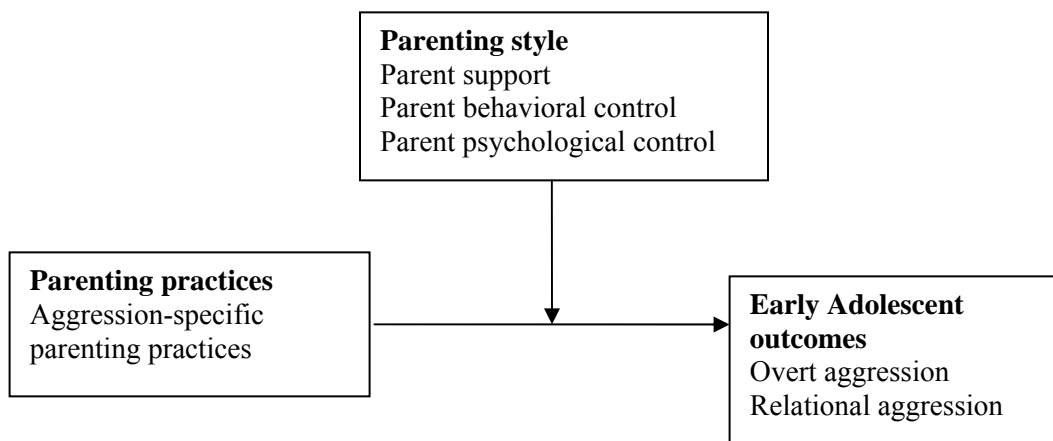 Parenting style
Parent support
Parent behavioral control
Parent psychological control
Parenting practices
Aggression-specific
parenting practices
Early Adolescent
outcomes
Overt aggression
Relational aggression